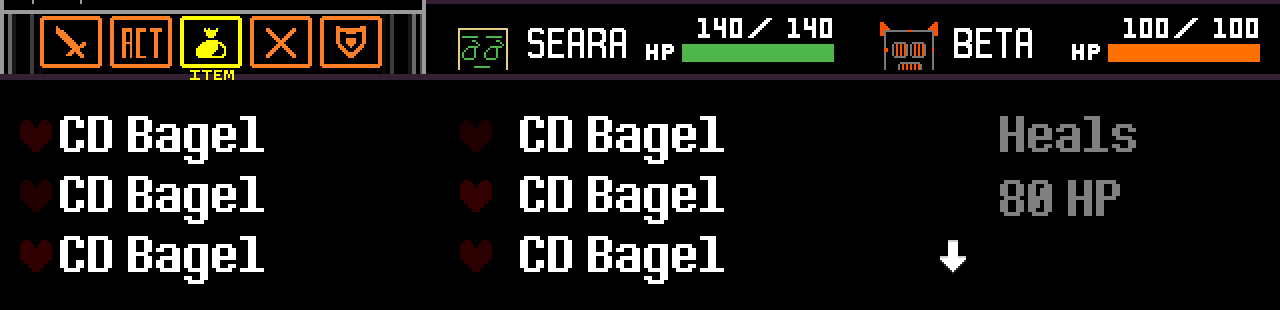 ACT
ITEM
SEARA HP 140/ 140
BETA HP 100/ 100
CD Bagel CD Bagel Heals
CD Bagel CD Bagel 80 HP
CD Bagel CD Bagel